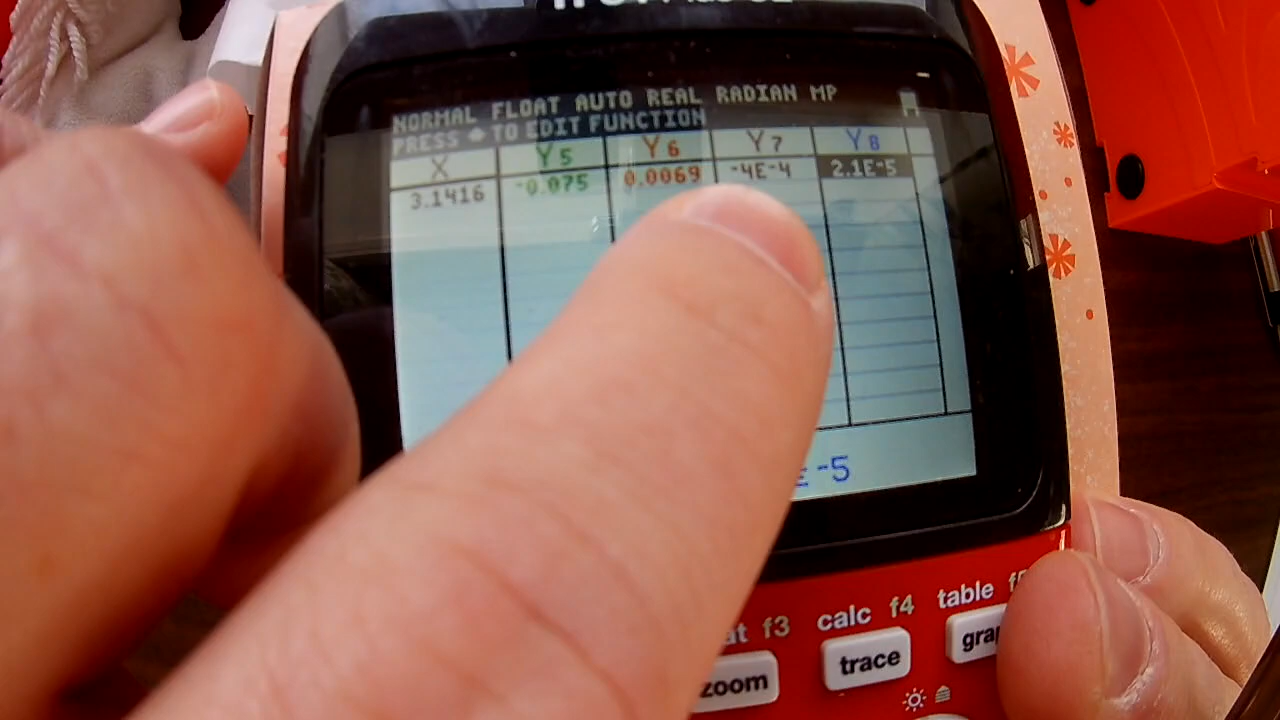 NORMAL FLOAT AUTO REAL RADIAN MP
PRESS + TO EDIT FUNCTION
X Y5 Y6 Y7 Y8
3.1416 -0.075 0.0069 -4E-4 2.1E-5
E-5
f3 calc f4 table
zoom trace